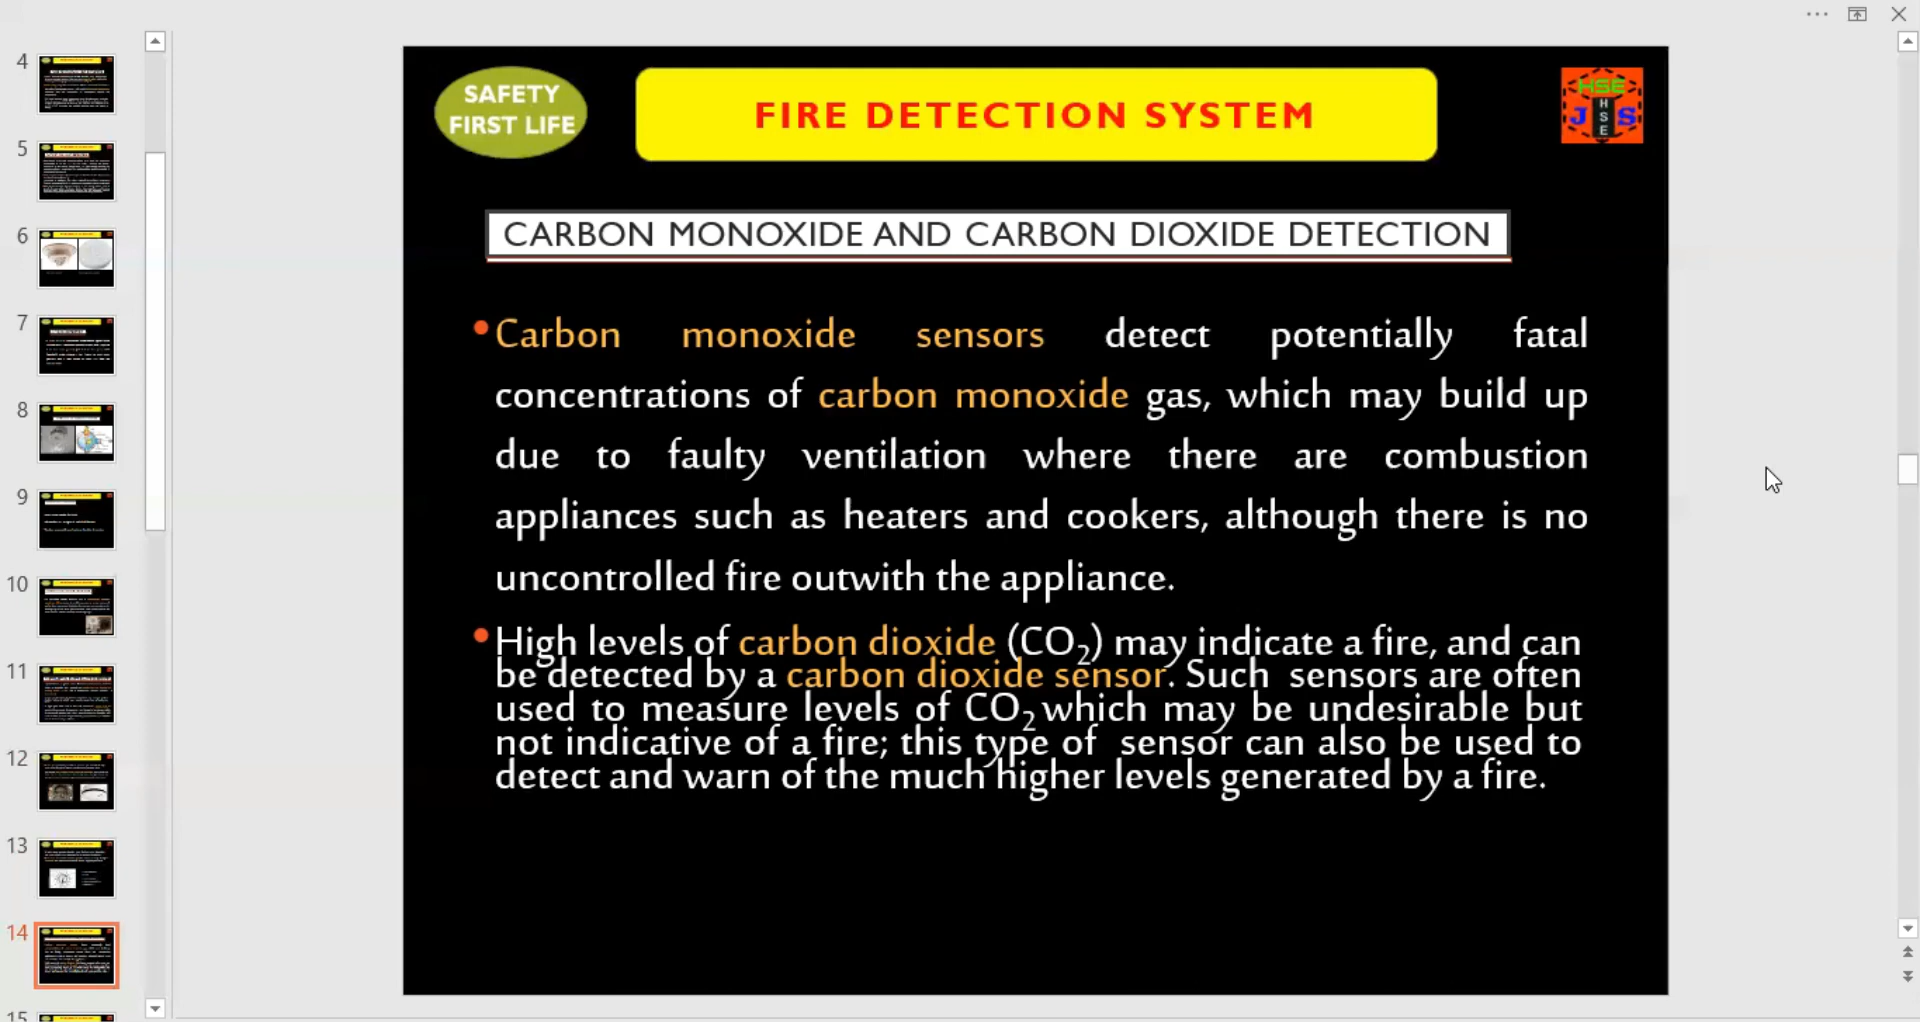 4
5
6
7
8
9
10
11
12
13
14
15
SAFETY
FIRST LIFE
FIRE DETECTION SYSTEM
HSE
J HSE S
CARBON MONOXIDE AND CARBON DIOXIDE DETECTION
•Carbon monoxide sensors detect potentially fatal
concentrations of carbon monoxide gas, which may build up
due to faulty ventilation where there are combustion
appliances such as heaters and cookers, although there is no
uncontrolled fire outwith the appliance.
•High levels of carbon dioxide (CO₂) may indicate a fire, and can
be detected by a carbon dioxide sensor. Such sensors are often
used to measure levels of CO₂ which may be undesirable but
not indicative of a fire; this type of sensor can also be used to
detect and warn of the much higher levels generated by a fire.